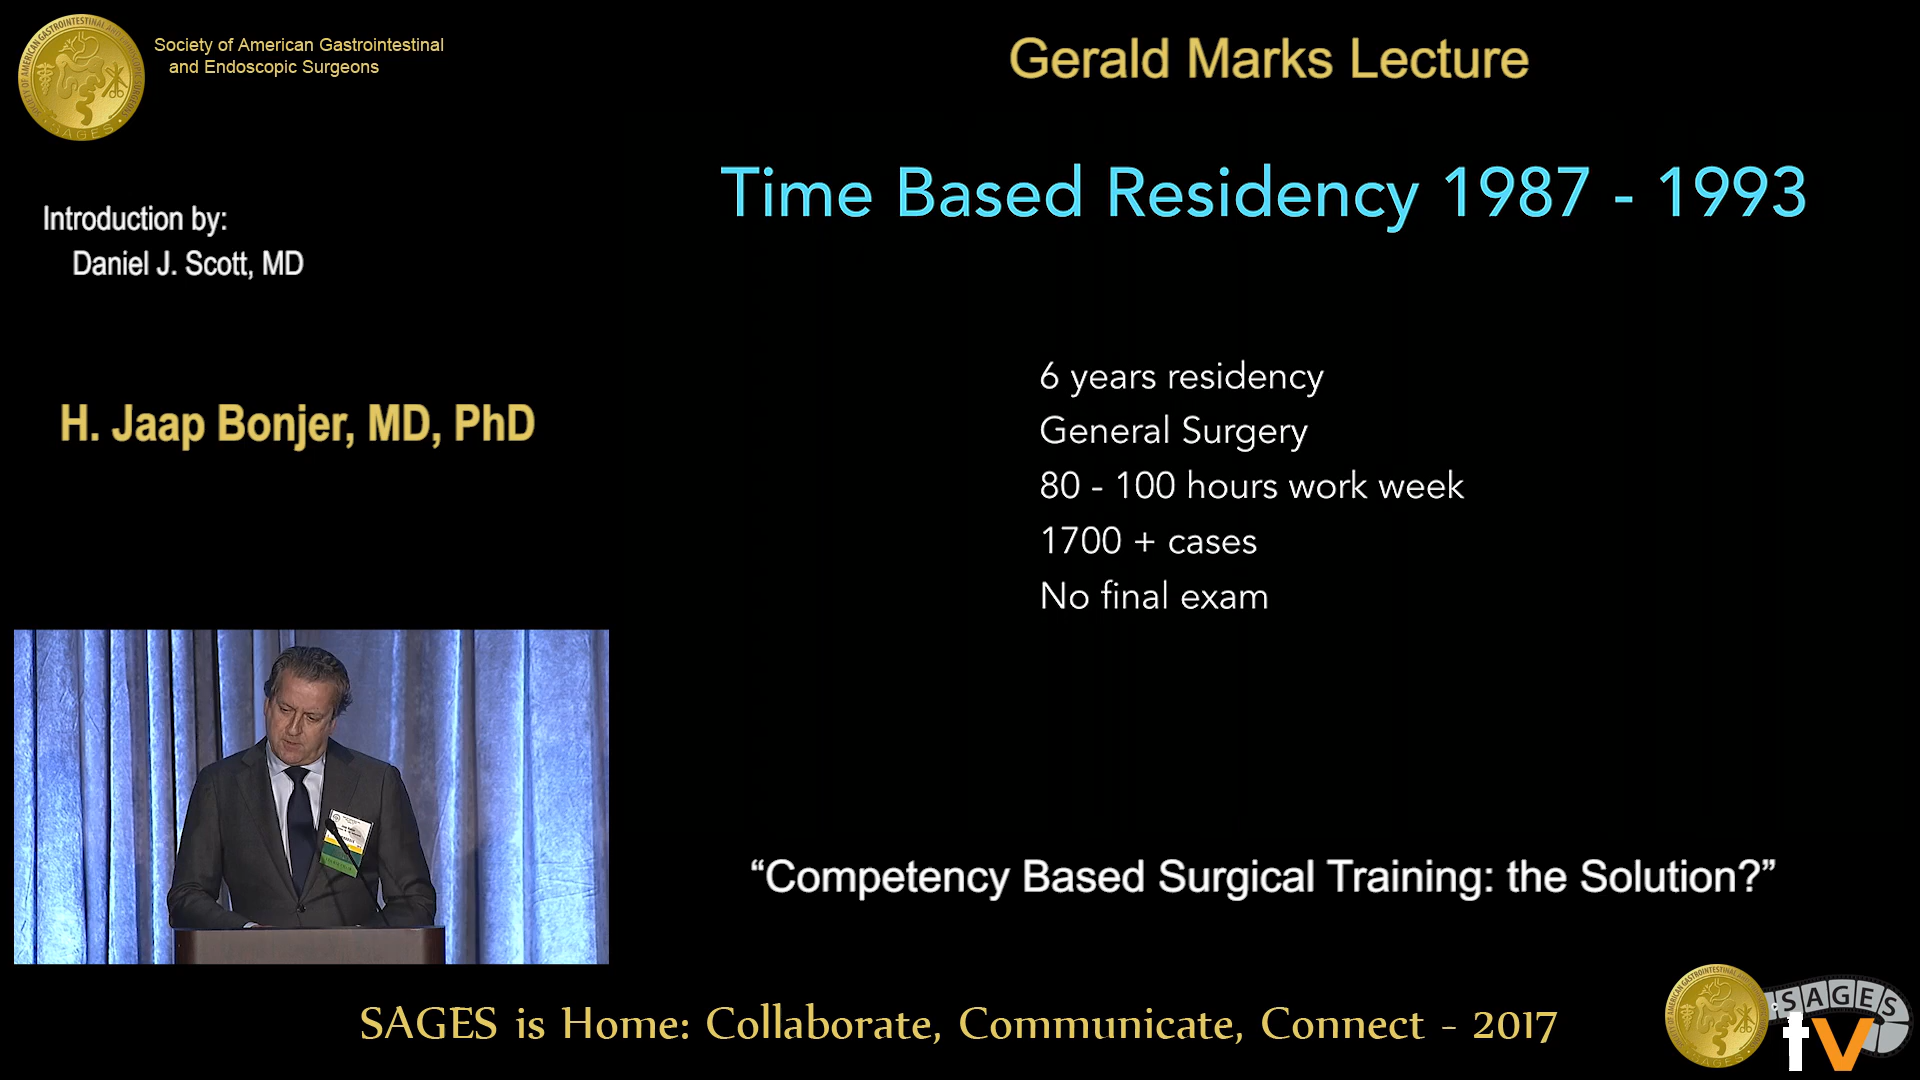 Society of American Gastrointestinal
and Endoscopic Surgeons
Gerald Marks Lecture
Introduction by:
Daniel J. Scott, MD
H. Jaap Bonjer, MD, PhD
Time Based Residency 1987 - 1993
6 years residency
General Surgery
80 - 100 hours work week
1700 + cases
No final exam
“Competency Based Surgical Training: the Solution?”
SAGES is Home: Collaborate, Communicate, Connect - 2017
SAGES
tv